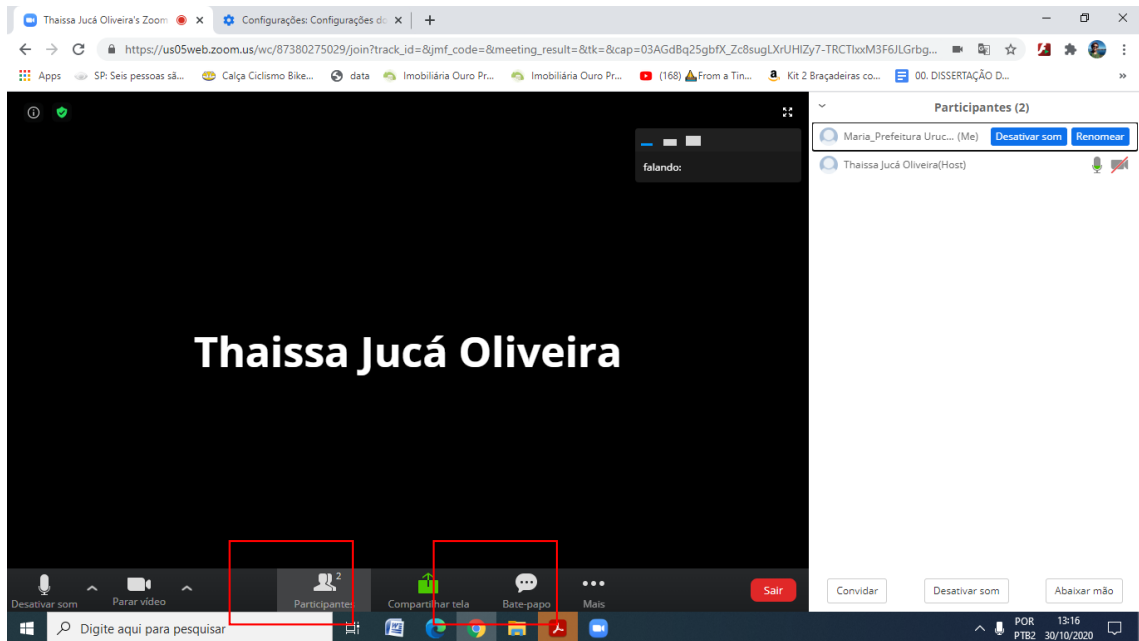 Thaissa Jucá Oliveira's Zoom
Configurações: Configurações do
https://us05web.zoom.us/wc/87380275029/join?track_id=&jmf_code=&meeting_result=&tk=&cap=03AGdBq25gbfX_Zc8sugLXrUHIZy7-TRCTlxxM3F6JLGrbg...
Apps SP: Seis pessoas sã... Calça Ciclismo Bike... data Imobiliária Ouro Pr... Imobiliária Ouro Pr... (168) From a Tin... Kit 2 Braçadeiras co... 00. DISSERTAÇÃO D... »
falando:
Thaissa Jucá Oliveira
Participantes (2)
Maria_Prefeitura Uruc... (Me) Desativar som Renomear
Thaissa Jucá Oliveira(Host)
Desativar som Parar vídeo Participantes 2 Compartilhar tela Bate-papo Mais Sair
Convidar Desativar som Abaixar mão
Digite aqui para pesquisar
POR 13:16
PTB2 30/10/2020